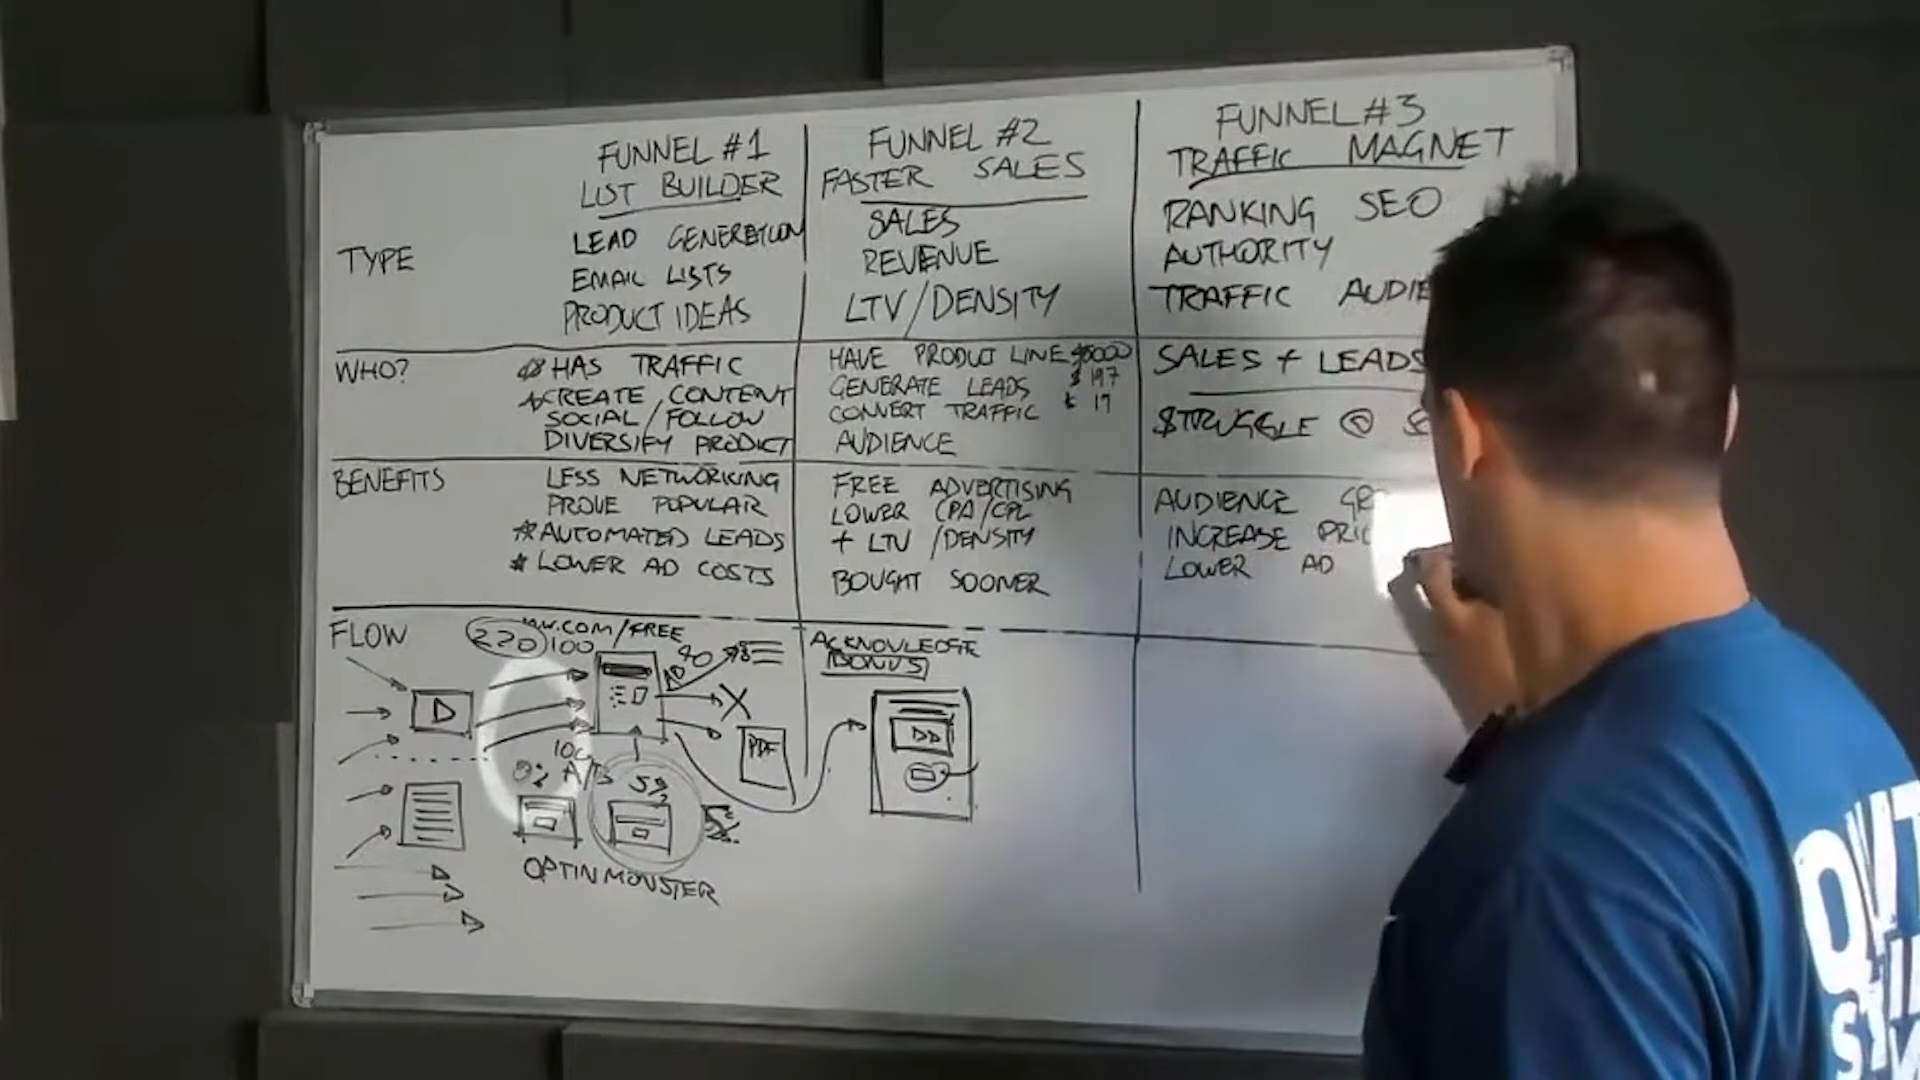 FUNNEL #1
LIST BUILDER
FUNNEL #2
FASTER SALES
FUNNEL #3
TRAFFIC MAGNET
TYPE
LEAD GENERATION
EMAIL LISTS
PRODUCT IDEAS
SALES
REVENUE
LTV/DENSITY
RANKING SEO
AUTHORITY
TRAFFIC AUDIE
WHO?
HAS TRAFFIC
CREATE CONTENT
SOCIAL/FOLLOW
DIVERSIFY PRODUCT
HAVE PRODUCT LINE $5000
GENERATE LEADS $197
CONVERT TRAFFIC
AUDIENCE
SALES + LEADS
STRUGGLE @
BENEFITS
LESS NETWORKING
PROVE POPULAR
* AUTOMATED LEADS
* LOWER AD COSTS
FREE ADVERTISING
LOWER CPA/CPL
+ LTV /DENSITY
BOUGHT SOONER
AUDIENCE
INCREASE PRIC
LOWER AD
FLOW
.COM/FREE
220 100
40
PDF
5%
OPTINMONSTER
ACKNOWLEDGE
BONUS